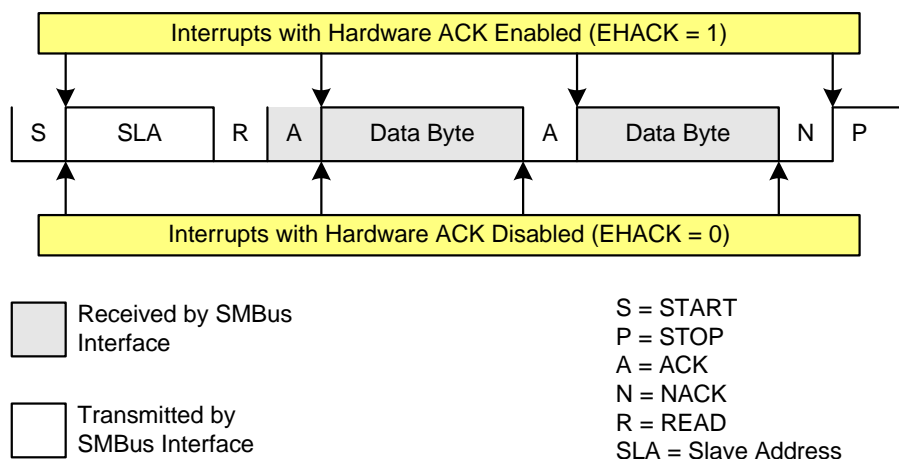 Interrupts with Hardware ACK Enabled (EHACK = 1)
S SLA R A Data Byte A Data Byte N P
Interrupts with Hardware ACK Disabled (EHACK = 0)
Received by SMBus
Interface
Transmitted by
SMBus Interface
S = START
P = STOP
A = ACK
N = NACK
R = READ
SLA = Slave Address